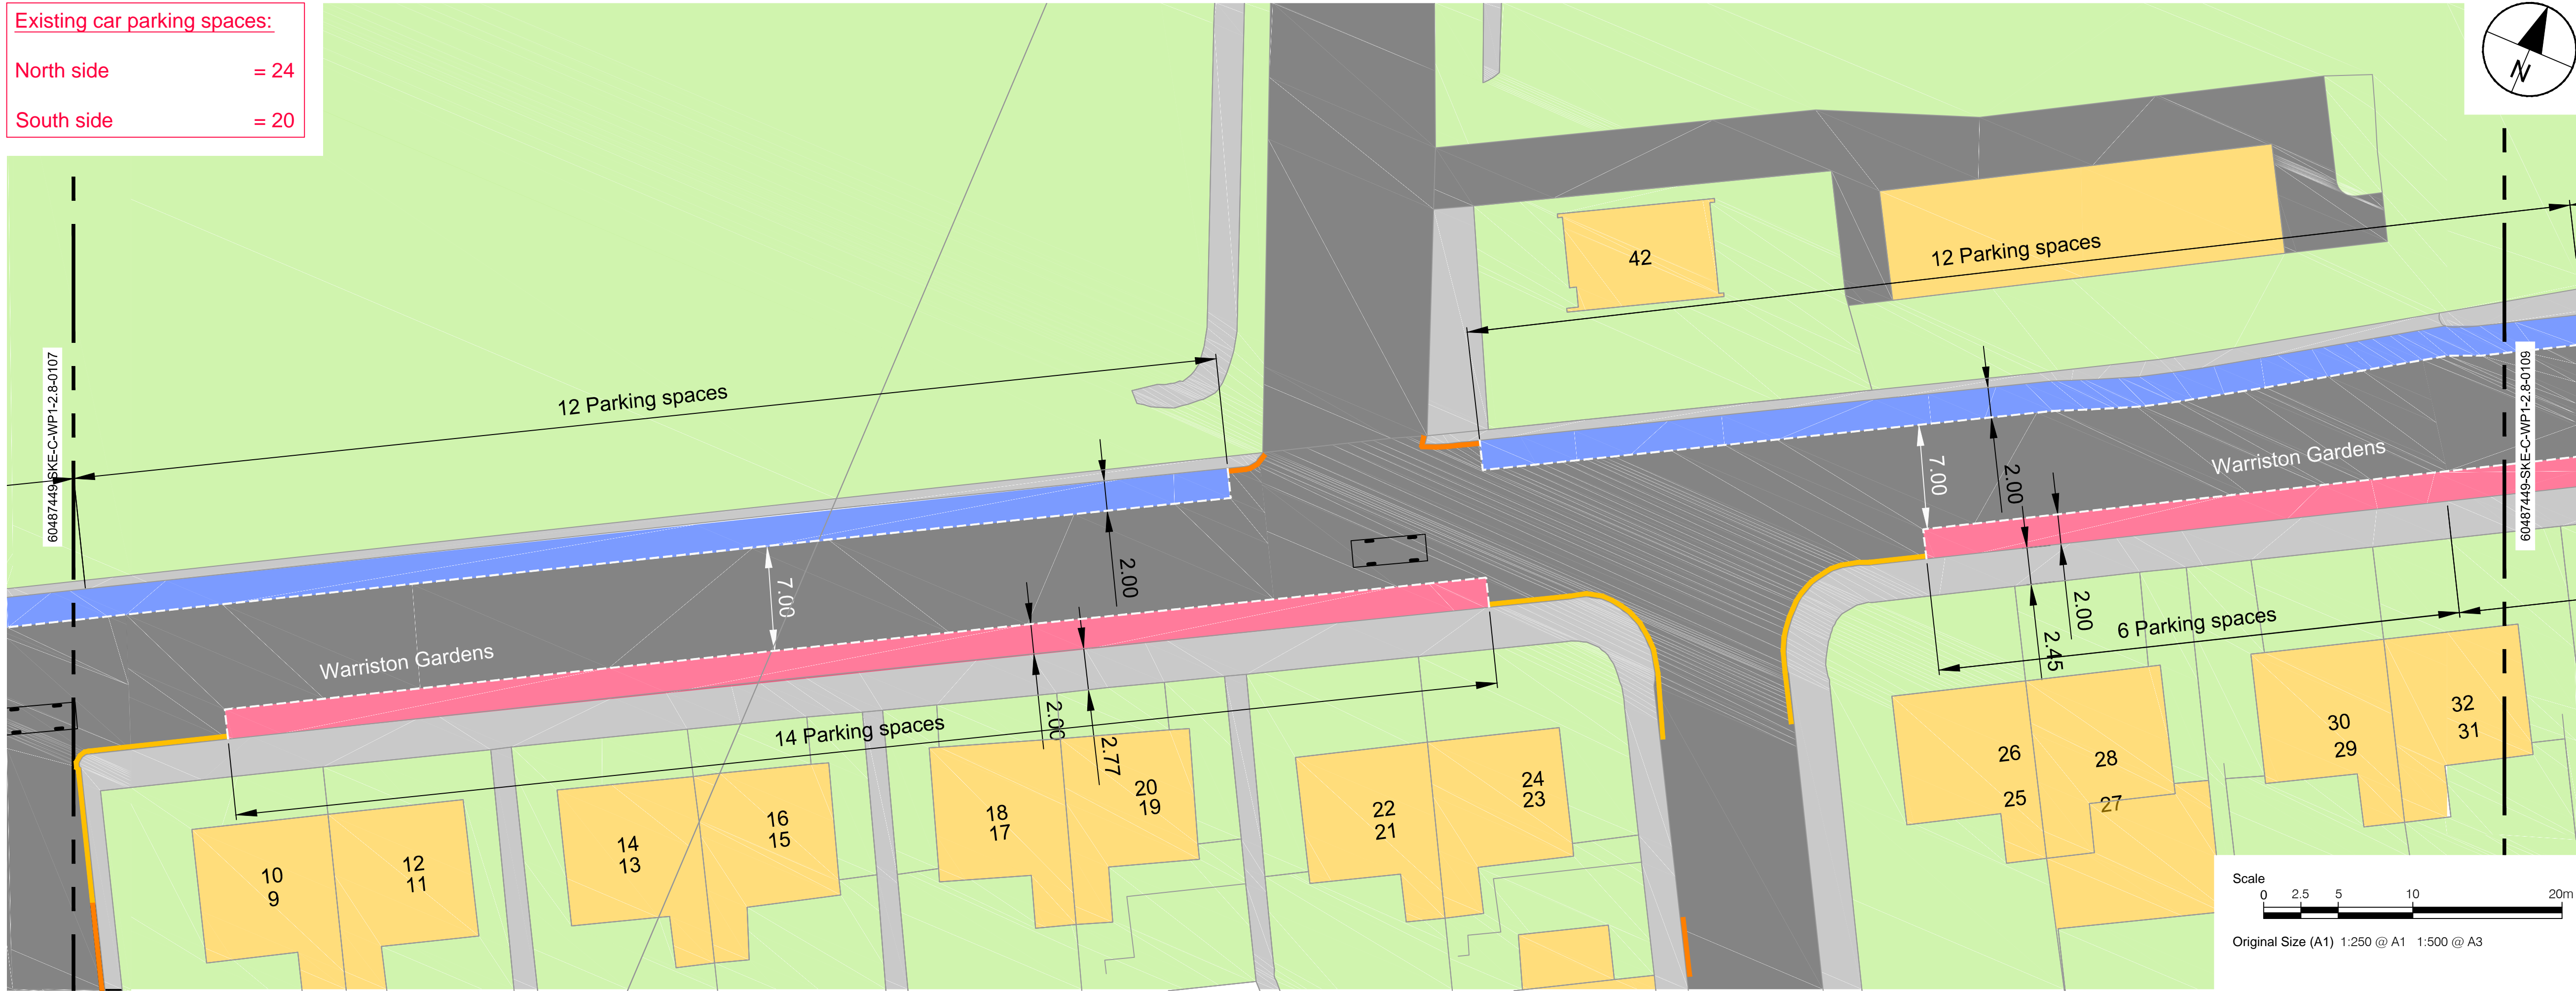 Existing car parking spaces:
North side = 24
South side = 20
N
60487449-SKE-C-WP1-2.8-0107
60487449-SKE-C-WP1-2.8-0109
12 Parking spaces
12 Parking spaces
42
Warriston Gardens
Warriston Gardens
7.00
2.00
7.00
2.00
2.00
2.77
2.00
2.45
14 Parking spaces
6 Parking spaces
10
9
12
11
14
13
16
15
18
17
20
19
22
21
24
23
26
25
28
27
30
29
32
31
Scale
0 2.5 5 10 20m
Original Size (A1) 1:250 @ A1 1:500 @ A3